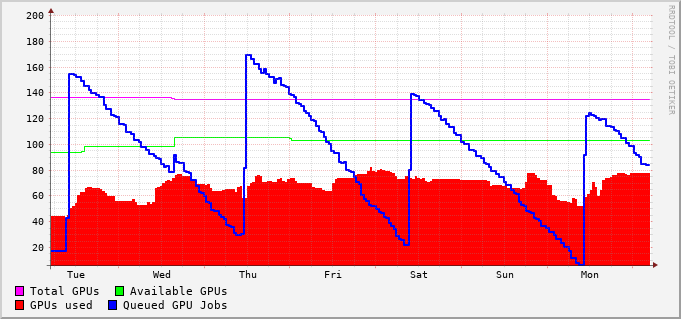 200
180
160
140
120
100
80
60
40
20
Tue Wed Thu Fri Sat Sun Mon
Total GPUs Available GPUs
GPUs used Queued GPU Jobs
RRDTOOL / TOBI OETIKER